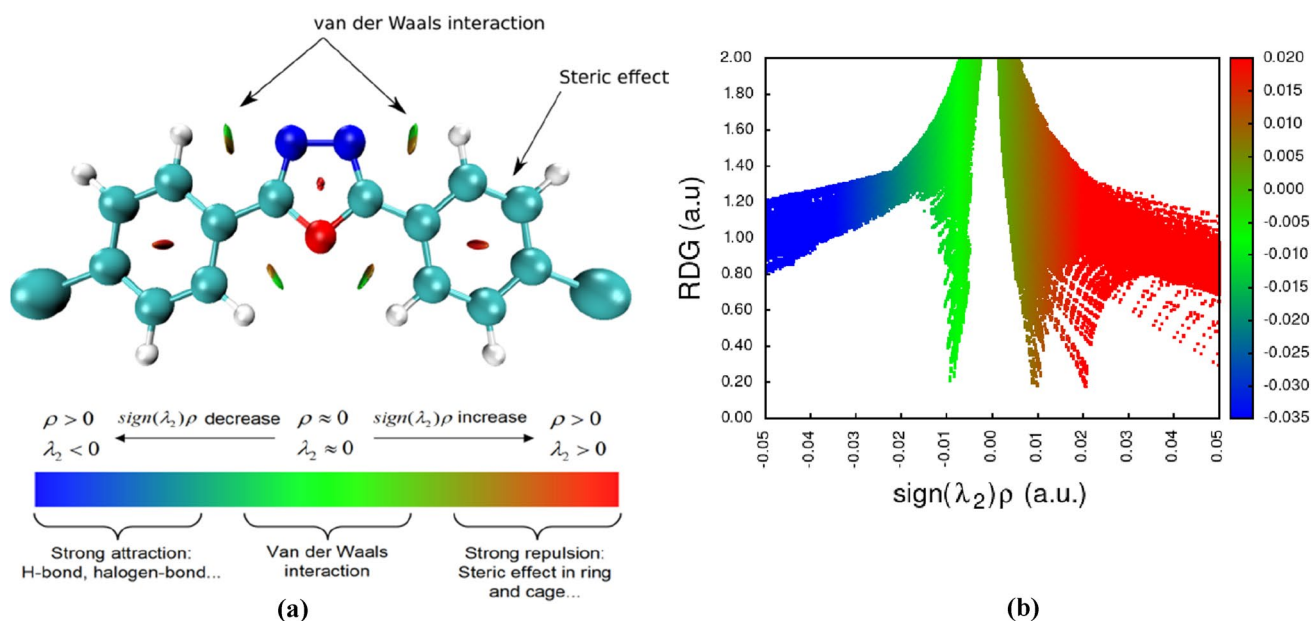 van der Waals interaction
Steric effect
ρ > 0 sign(λ₂)ρ decrease ρ ≈ 0 sign(λ₂)ρ increase ρ > 0
λ₂ < 0 λ₂ ≈ 0 λ₂ > 0
Strong attraction:
H-bond, halogen-bond...
Van der Waals
interaction
Strong repulsion:
Steric effect in ring
and cage...
(a)
RDG (a.u)
2.00
1.80
1.60
1.40
1.20
1.00
0.80
0.60
0.40
0.20
0.00
-0.05
-0.04
-0.03
-0.02
-0.01
0.00
0.01
0.02
0.03
0.04
0.05
sign(λ₂)ρ (a.u.)
0.020
0.015
0.010
0.005
0.000
-0.005
-0.010
-0.015
-0.020
-0.025
-0.030
-0.035
(b)